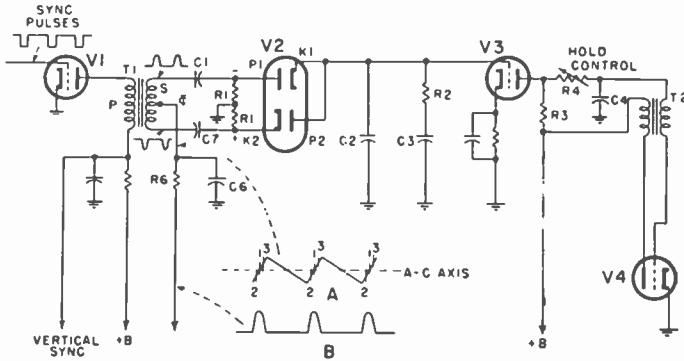 SYNC
PULSES
V1
T1
P
S
¢
C1
C7
P1
R1
R1
K2
V2
K1
P2
C2
R2
C3
V3
HOLD
CONTROL
R4
C4
R3
T2
V4
R6
C6
VERTICAL
SYNC
+B
1 3
2
1 3
2
1 3
2
A
A-C AXIS
B
+B